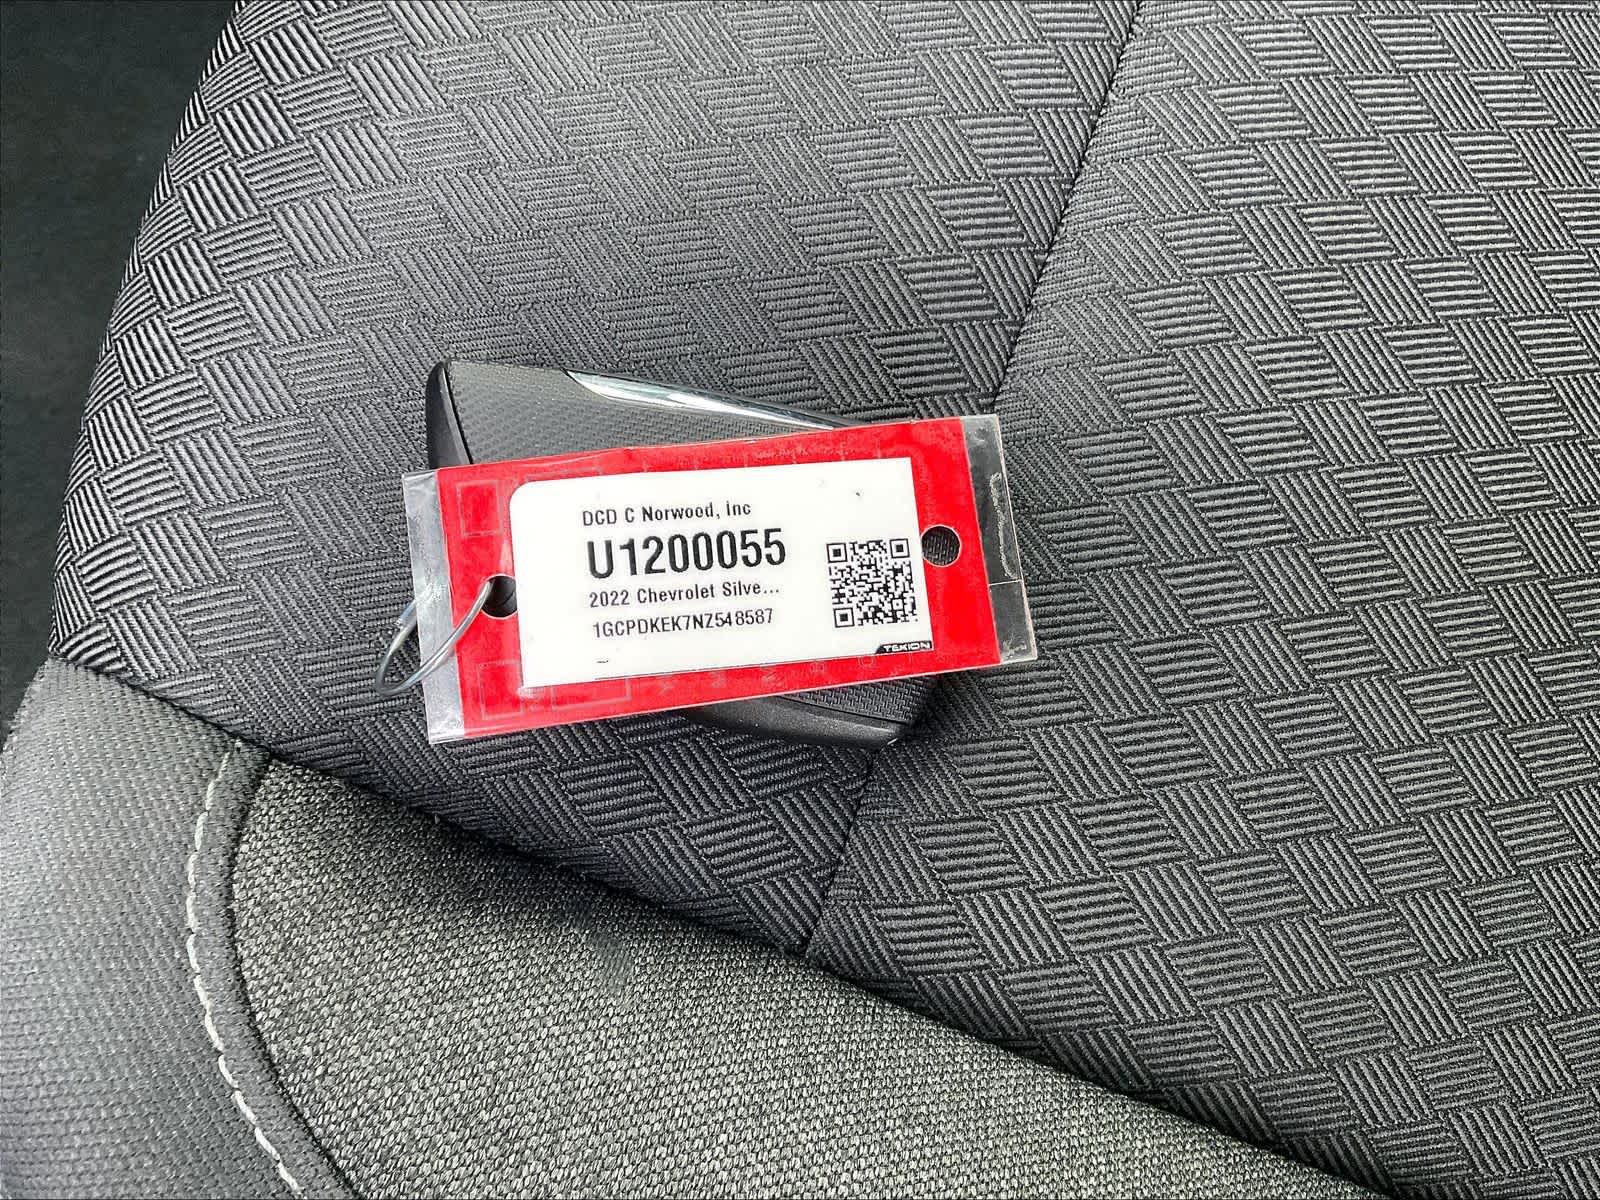 DCD C Norwood, Inc
U1200055
2022 Chevrolet Silve...
1GCPDKEK7NZ548587
TEKION